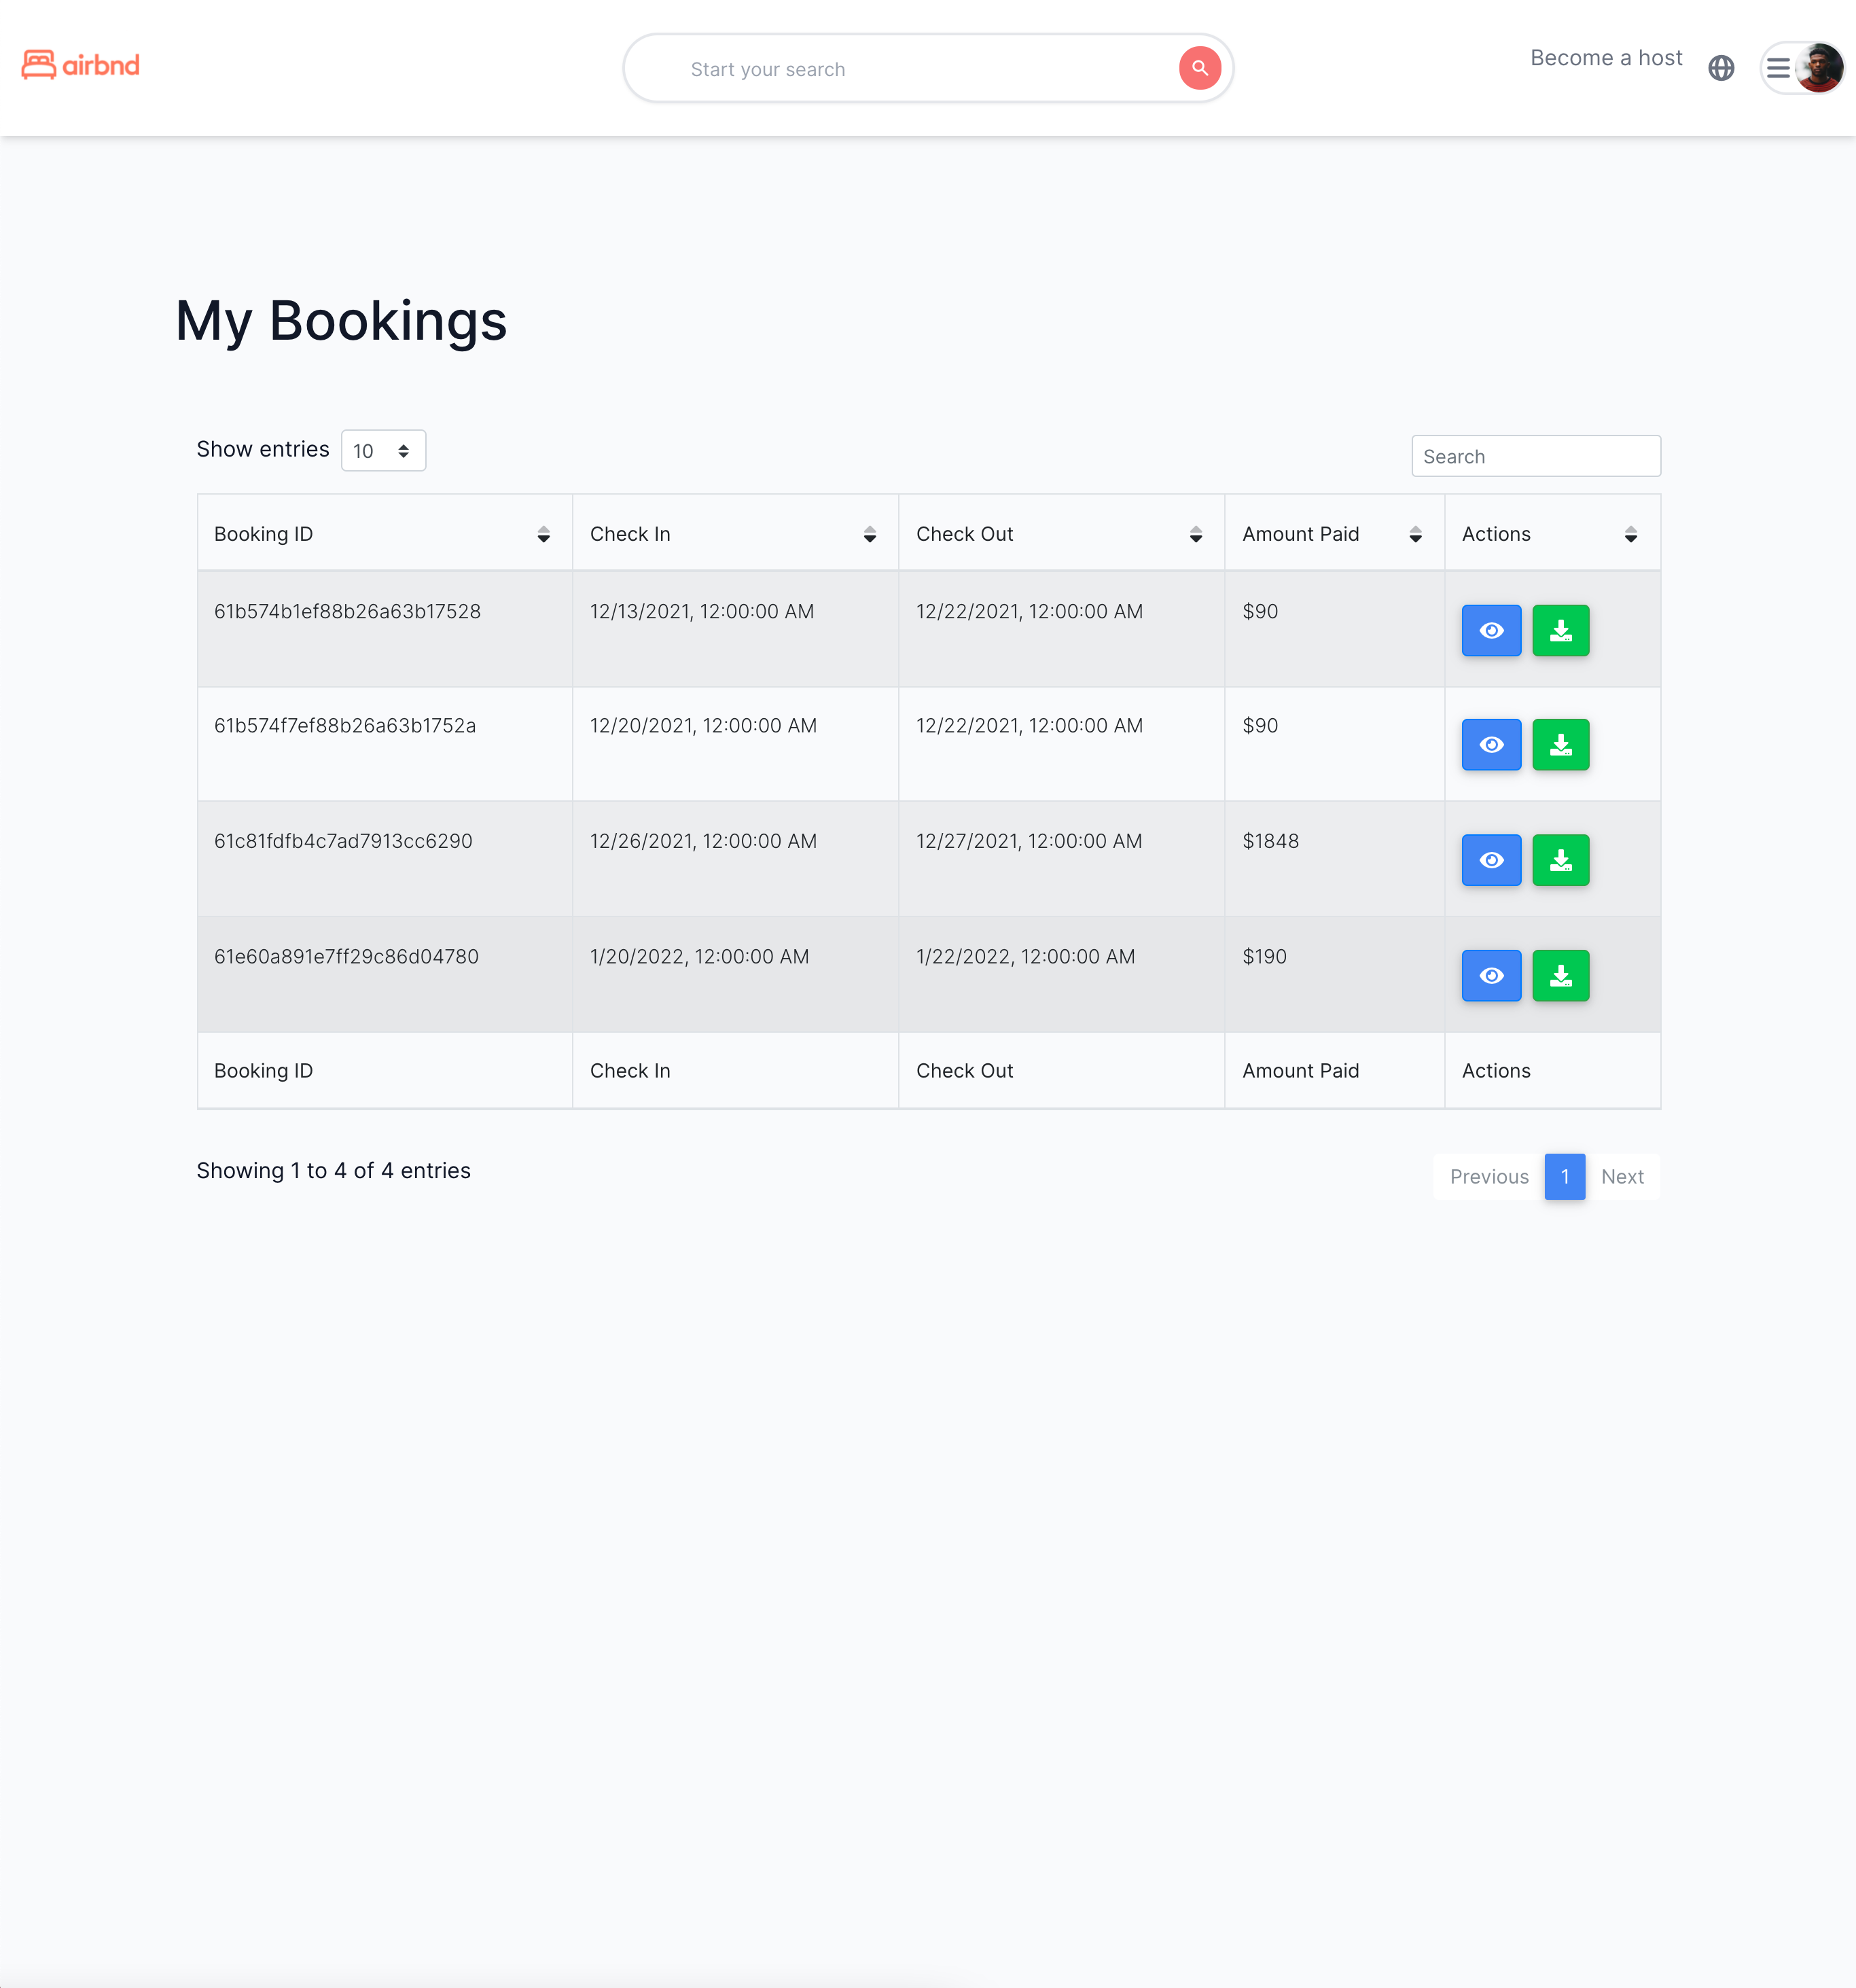 airbnd
Start your search
Become a host
My Bookings
Show entries 10
Search
Booking ID Check In Check Out Amount Paid Actions
61b574b1ef88b26a63b17528 12/13/2021, 12:00:00 AM 12/22/2021, 12:00:00 AM $90
61b574f7ef88b26a63b1752a 12/20/2021, 12:00:00 AM 12/22/2021, 12:00:00 AM $90
61c81fdfb4c7ad7913cc6290 12/26/2021, 12:00:00 AM 12/27/2021, 12:00:00 AM $1848
61e60a891e7ff29c86d04780 1/20/2022, 12:00:00 AM 1/22/2022, 12:00:00 AM $190
Booking ID Check In Check Out Amount Paid Actions
Showing 1 to 4 of 4 entries
Previous 1 Next